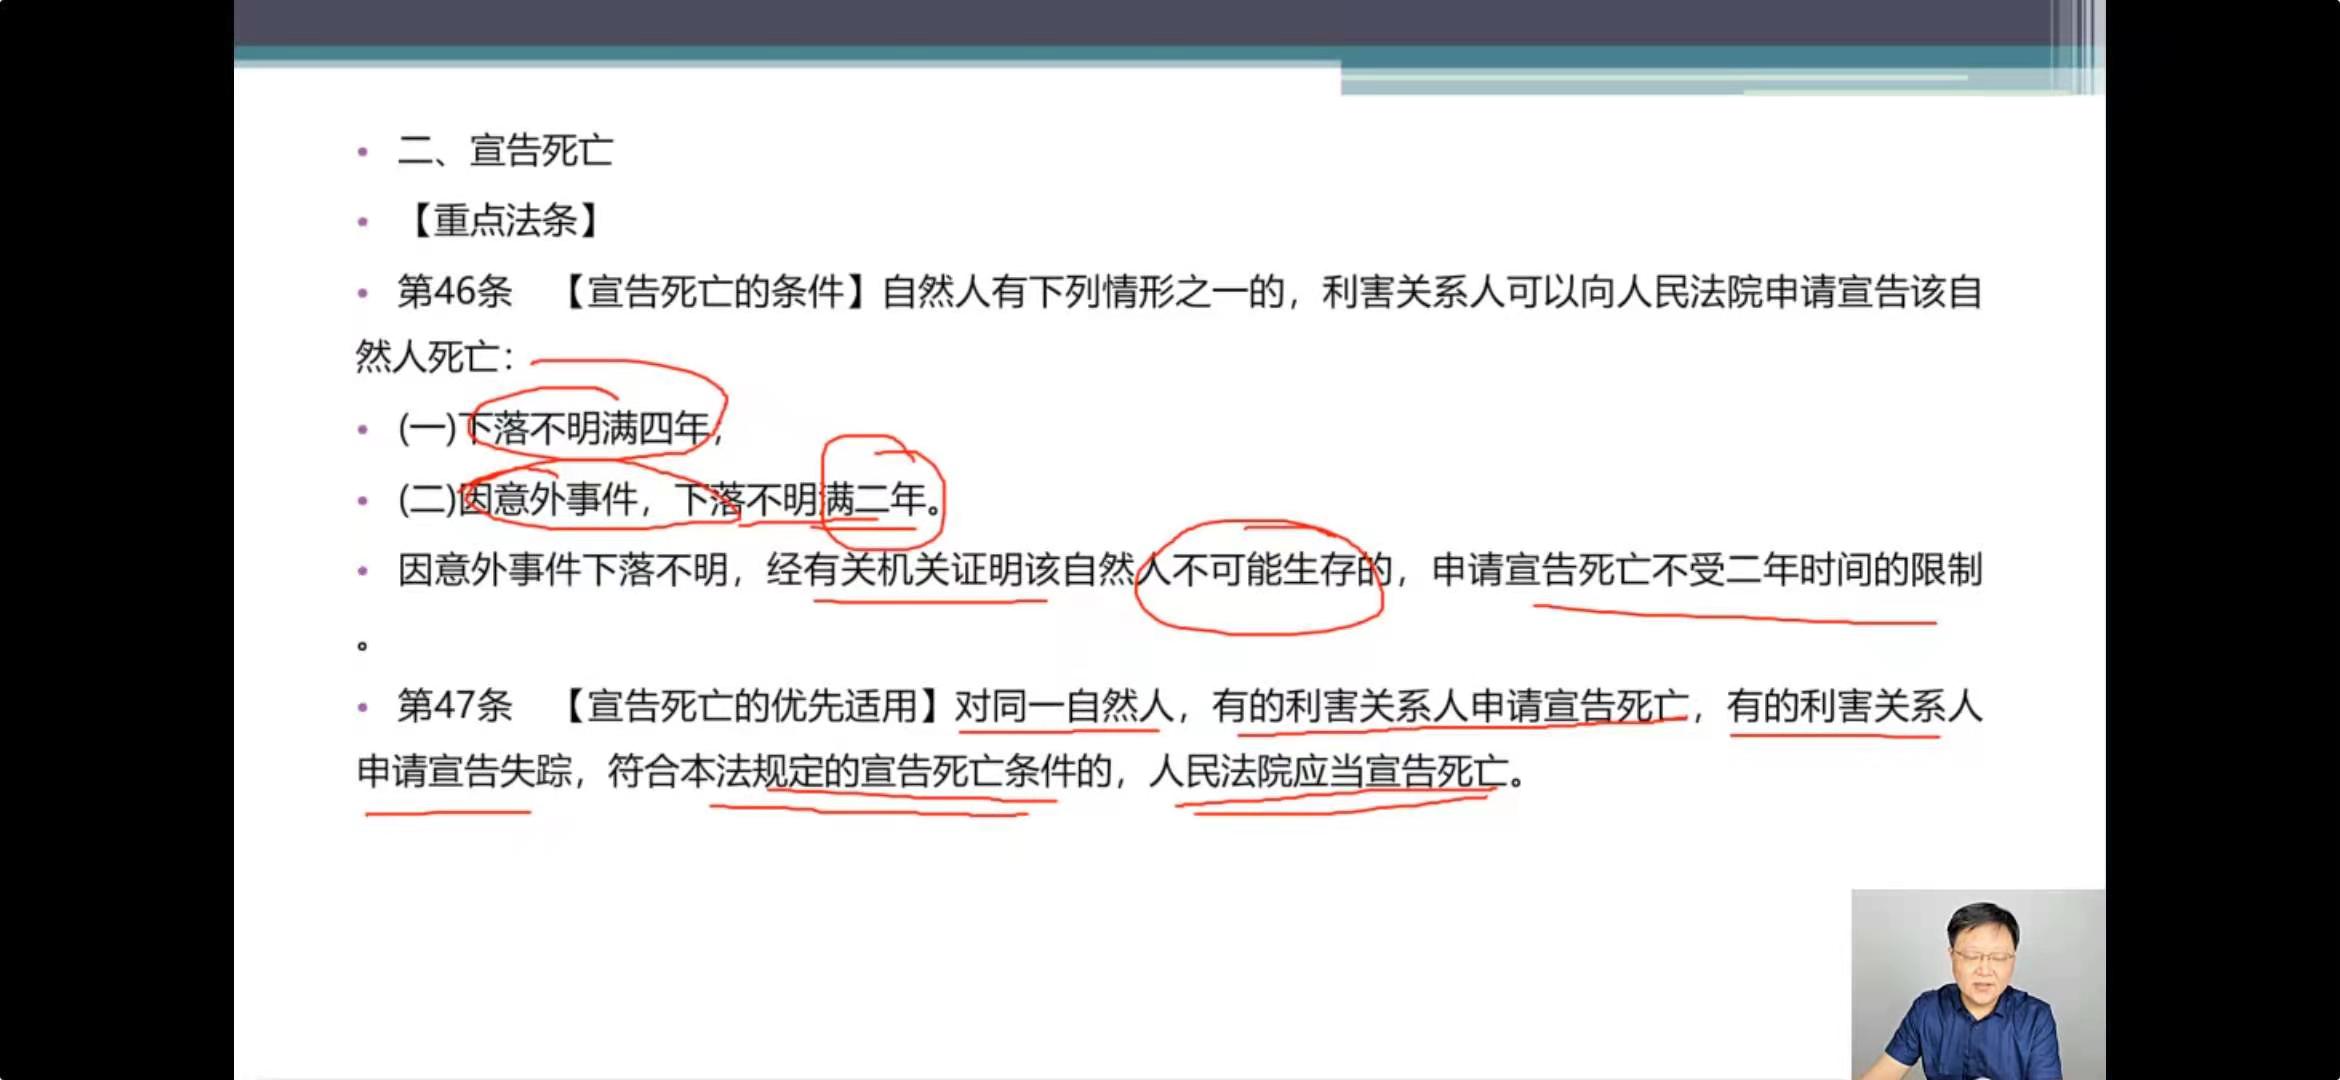 二、宣告死亡
【重点法条】
第46条 【宣告死亡的条件】自然人有下列情形之一的，利害关系人可以向人民法院申请宣告该自
然人死亡：
(一)下落不明满四年，
(二)因意外事件，下落不明满二年。
因意外事件下落不明，经有关机关证明该自然人不可能生存的，申请宣告死亡不受二年时间的限制
。
第47条 【宣告死亡的优先适用】对同一自然人，有的利害关系人申请宣告死亡，有的利害关系人
申请宣告失踪，符合本法规定的宣告死亡条件的，人民法院应当宣告死亡。